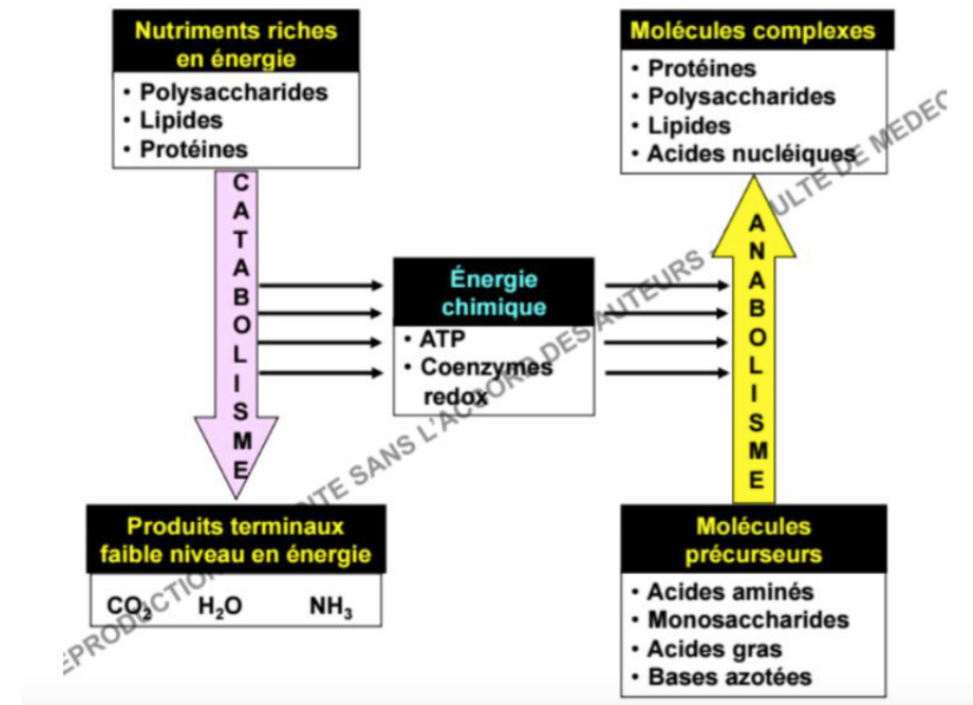 Nutriments riches
en énergie
• Polysaccharides
• Lipides
• Protéines
CATABOLISME
Produits terminaux
faible niveau en énergie
CO₂ H₂O NH₃
Énergie
chimique
• ATP
• Coenzymes
redox
Molécules complexes
• Protéines
• Polysaccharides
• Lipides
• Acides nucléiques
ANABOLISME
Molécules
précurseurs
• Acides aminés
• Monosaccharides
• Acides gras
• Bases azotées
SANS L'ACCORD DES AUTEURS